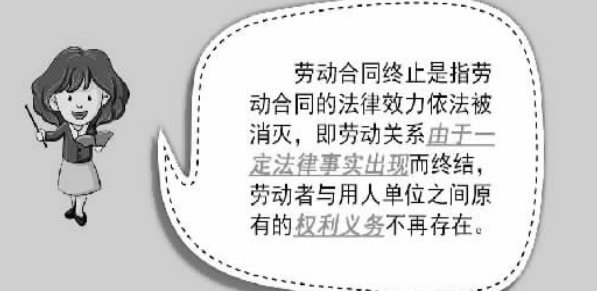 劳动合同终止是指劳
动合同的法律效力依法被
消灭，即劳动关系由于一
定法律事实出现而终结，
劳动者与用人单位之间原
有的权利义务不再存在。